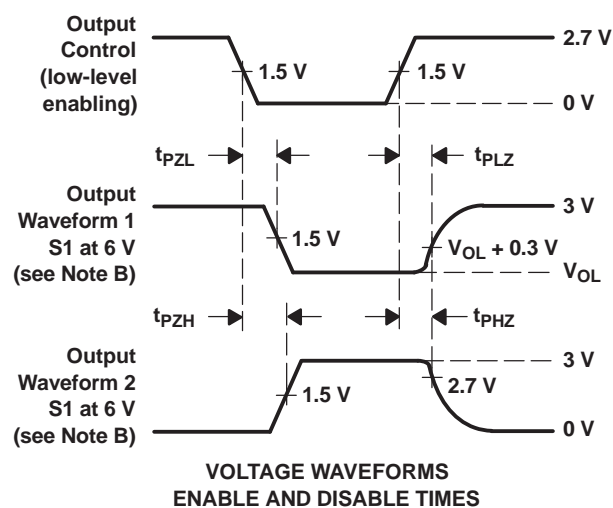 Output
Control
(low-level
enabling)
2.7 V
1.5 V
1.5 V
0 V
tPZL
tPLZ
Output
Waveform 1
S1 at 6 V
(see Note B)
3 V
1.5 V
VOL + 0.3 V
VOL
tPZH
tPHZ
Output
Waveform 2
S1 at 6 V
(see Note B)
3 V
1.5 V
2.7 V
0 V
VOLTAGE WAVEFORMS
ENABLE AND DISABLE TIMES